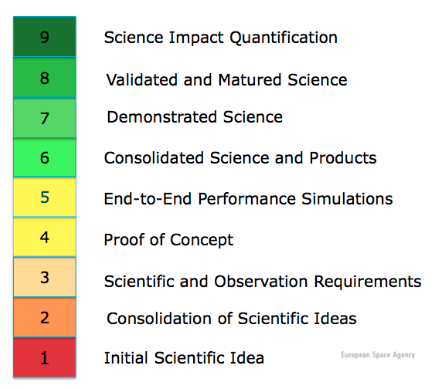 9 Science Impact Quantification
8 Validated and Matured Science
7 Demonstrated Science
6 Consolidated Science and Products
5 End-to-End Performance Simulations
4 Proof of Concept
3 Scientific and Observation Requirements
2 Consolidation of Scientific Ideas
1 Initial Scientific Idea
European Space Agency